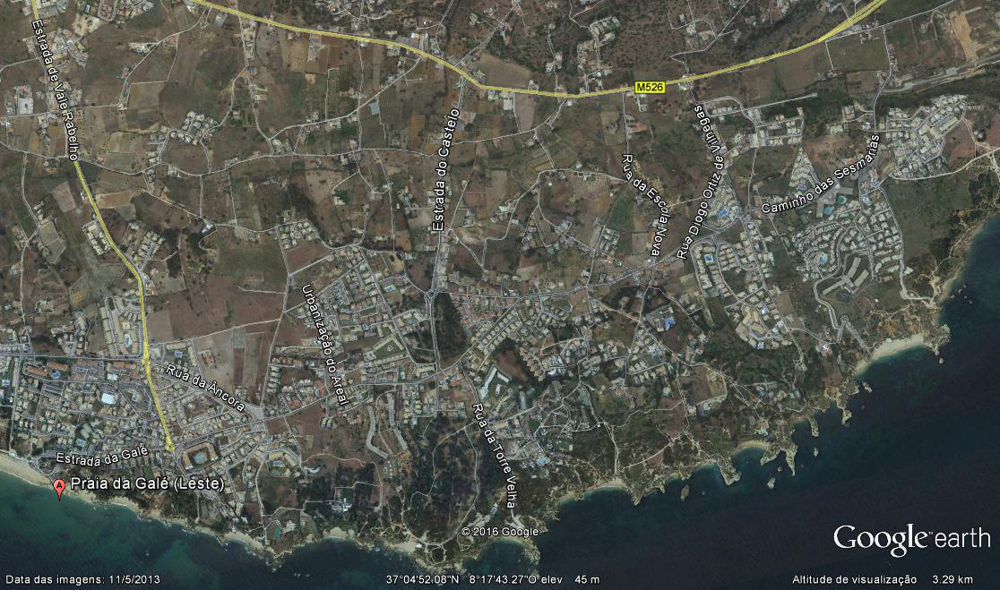 Estrada de Vale Rabelho
M526
Estrada do Castelo
Rua da Escola Nova
Rua Diogo Ortiz de Vilhegas
Caminho das Sesmarias
Urbanização do Areal
Rua da Âncora
Estrada da Galé
A
Praia da Galé (Leste)
Rua da Torre Velha
© 2016 Google
Google earth
Data das imagens: 11/5/2013
37°04'52.08"N 8°17'43.27"O elev 45 m
Altitude de visualização 3.29 km